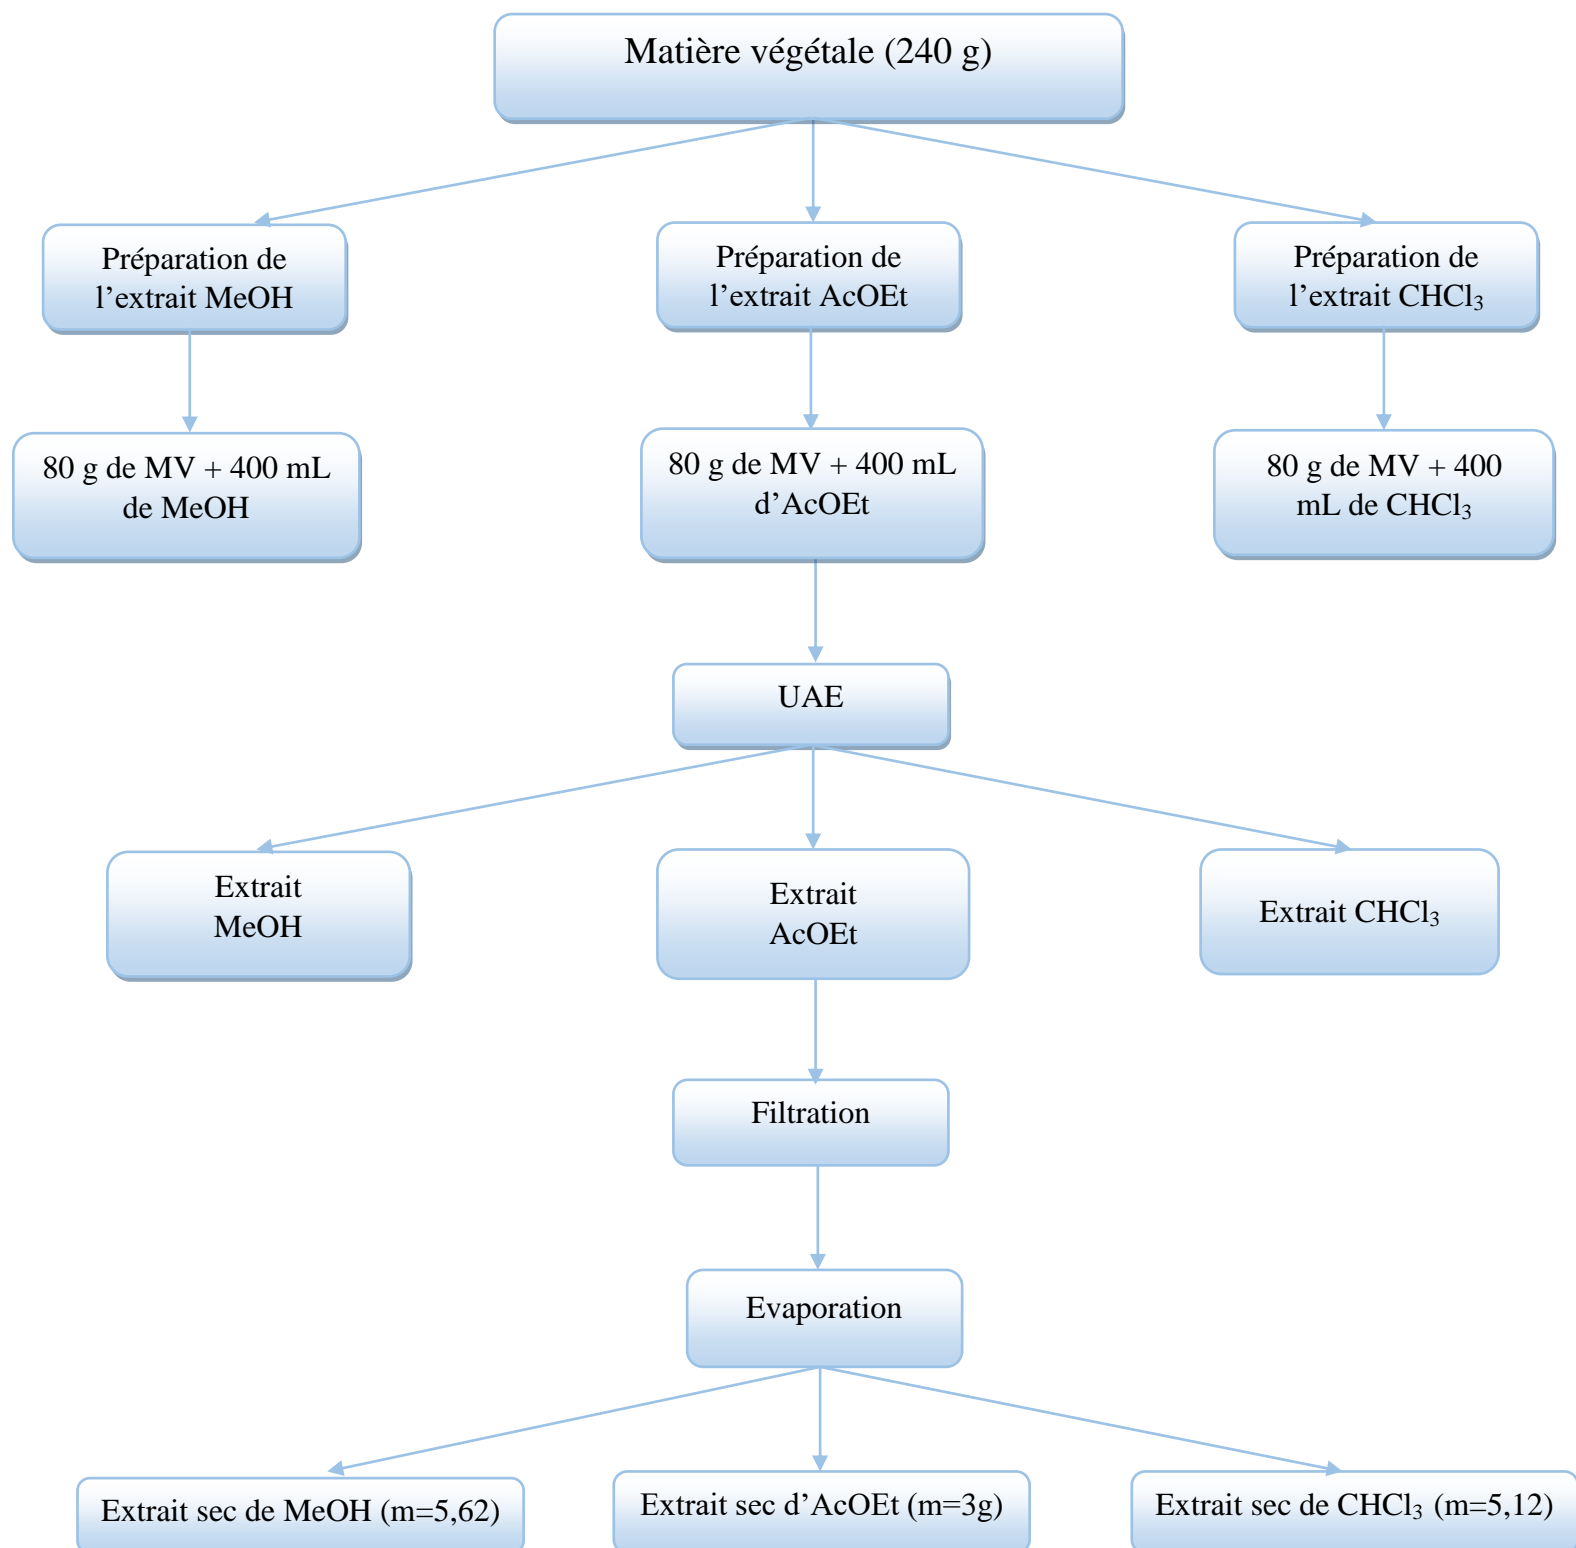 Matière végétale (240 g)
Préparation de
l’extrait MeOH
Préparation de
l’extrait AcOEt
Préparation de
l’extrait CHCl₃
80 g de MV + 400 mL
de MeOH
80 g de MV + 400 mL
d’AcOEt
80 g de MV + 400
mL de CHCl₃
UAE
Extrait
MeOH
Extrait
AcOEt
Extrait CHCl₃
Filtration
Evaporation
Extrait sec de MeOH (m=5,62)
Extrait sec d’AcOEt (m=3g)
Extrait sec de CHCl₃ (m=5,12)